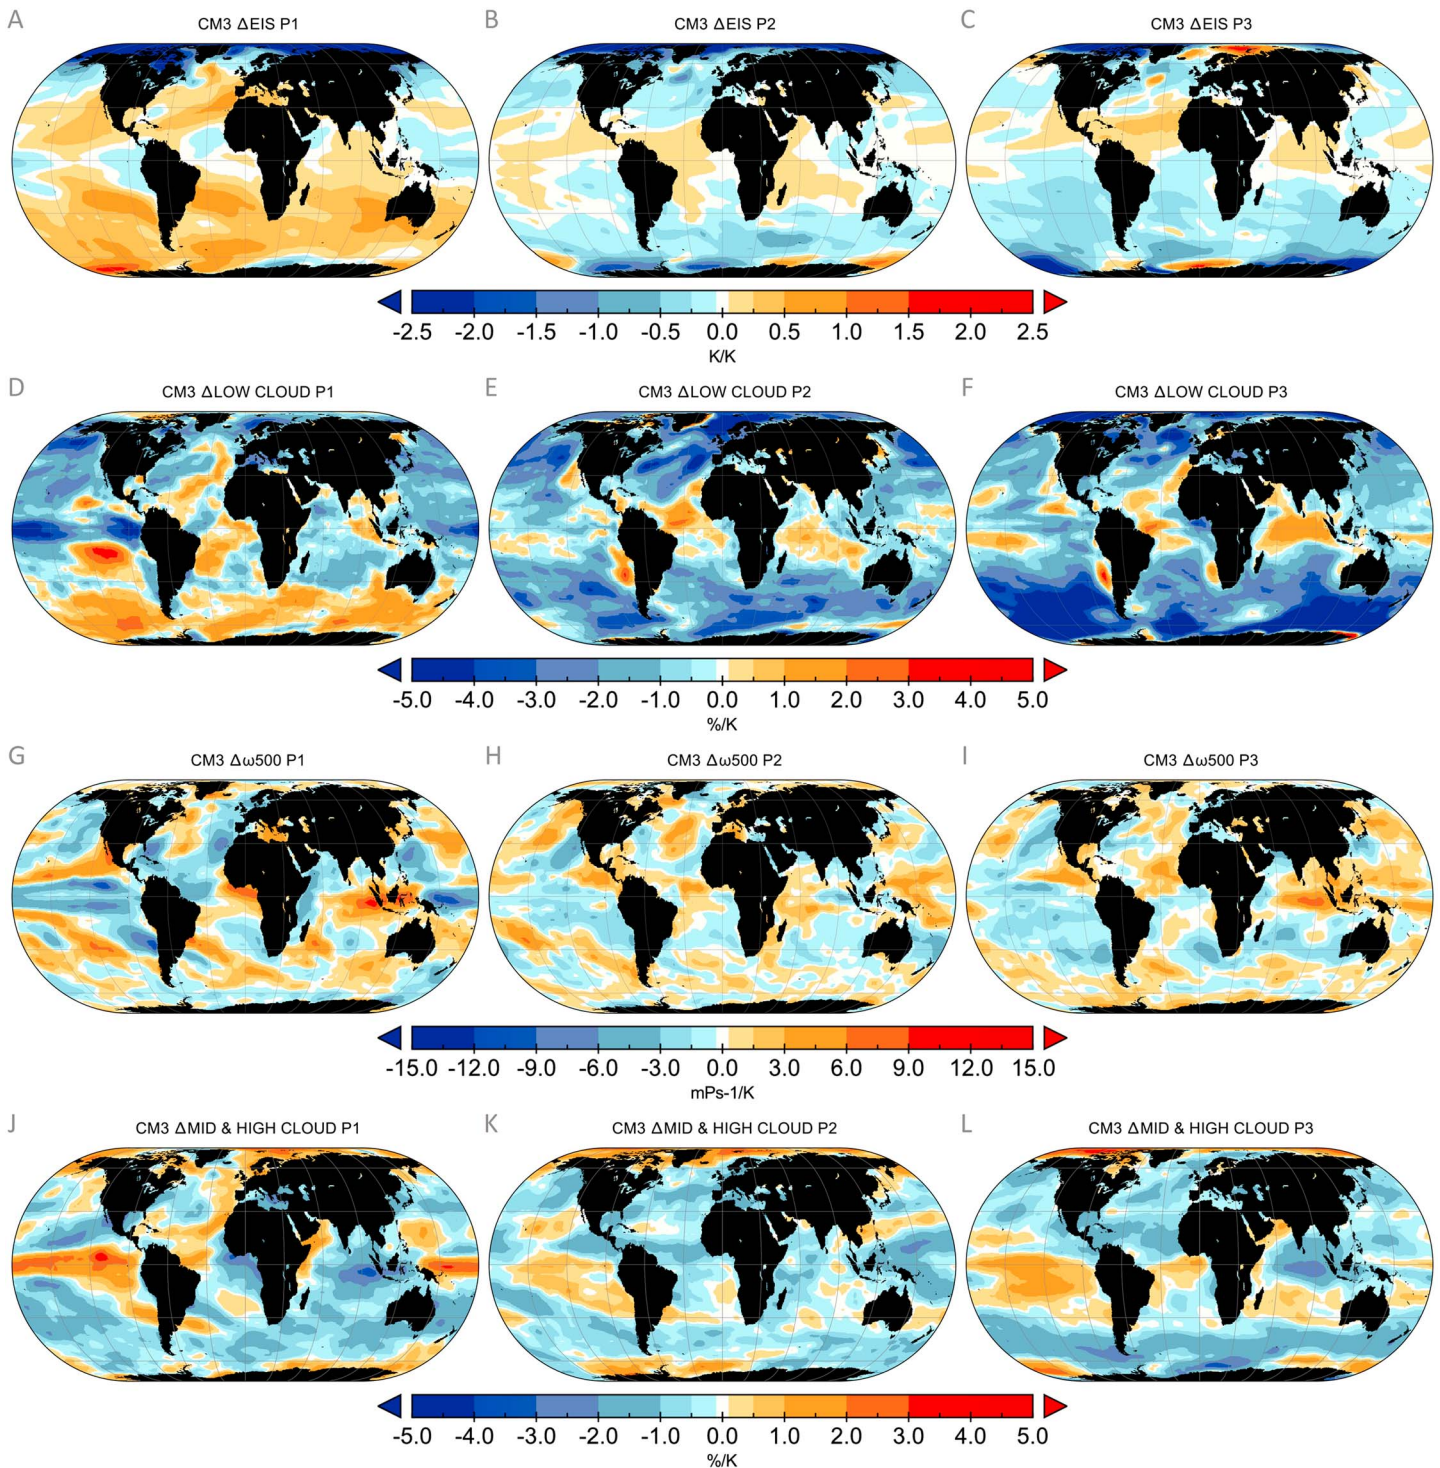 A
CM3 ΔEIS P1
B
CM3 ΔEIS P2
C
CM3 ΔEIS P3
-2.5 -2.0 -1.5 -1.0 -0.5 0.0 0.5 1.0 1.5 2.0 2.5
K/K
D
CM3 ΔLOW CLOUD P1
E
CM3 ΔLOW CLOUD P2
F
CM3 ΔLOW CLOUD P3
-5.0 -4.0 -3.0 -2.0 -1.0 0.0 1.0 2.0 3.0 4.0 5.0
%/K
G
CM3 Δω500 P1
H
CM3 Δω500 P2
I
CM3 Δω500 P3
-15.0 -12.0 -9.0 -6.0 -3.0 0.0 3.0 6.0 9.0 12.0 15.0
mPs-1/K
J
CM3 ΔMID & HIGH CLOUD P1
K
CM3 ΔMID & HIGH CLOUD P2
L
CM3 ΔMID & HIGH CLOUD P3
-5.0 -4.0 -3.0 -2.0 -1.0 0.0 1.0 2.0 3.0 4.0 5.0
%/K